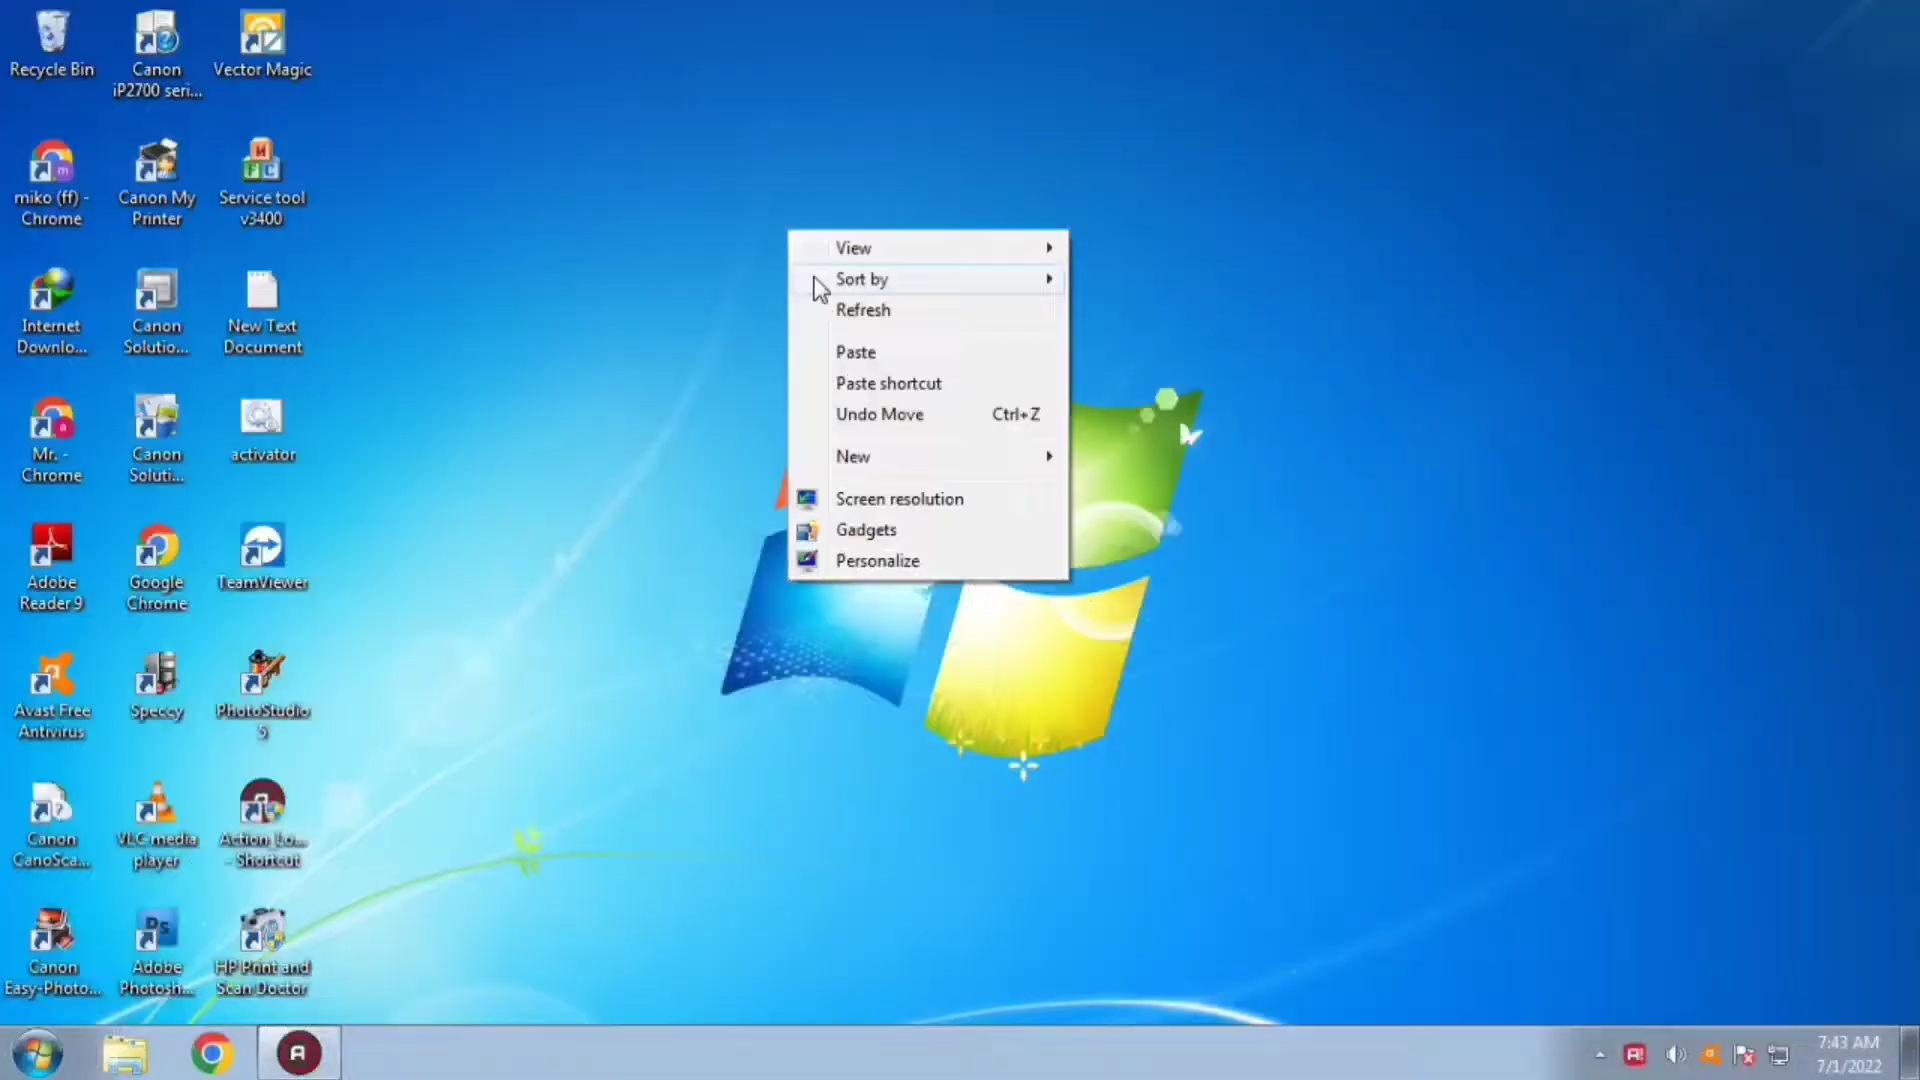 Recycle Bin
Canon
iP2700 seri...
Vector Magic
miko (ff) -
Chrome
Canon My
Printer
Service tool
v3400
Internet
Downlo...
Canon
Solutio...
New Text
Document
Mr. -
Chrome
Canon
Soluti...
activator
Adobe
Reader 9
Google
Chrome
TeamViewer
Avast Free
Antivirus
Speccy
PhotoStudio
5
Canon
CanoSca...
VLC media
player
Action_Lo...
- Shortcut
Canon
Easy-Photo...
Adobe
Photosh...
HP Print and
Scan Doctor
View
Sort by
Refresh
Paste
Paste shortcut
Undo Move Ctrl+Z
New
Screen resolution
Gadgets
Personalize
7:43 AM
7/1/2022